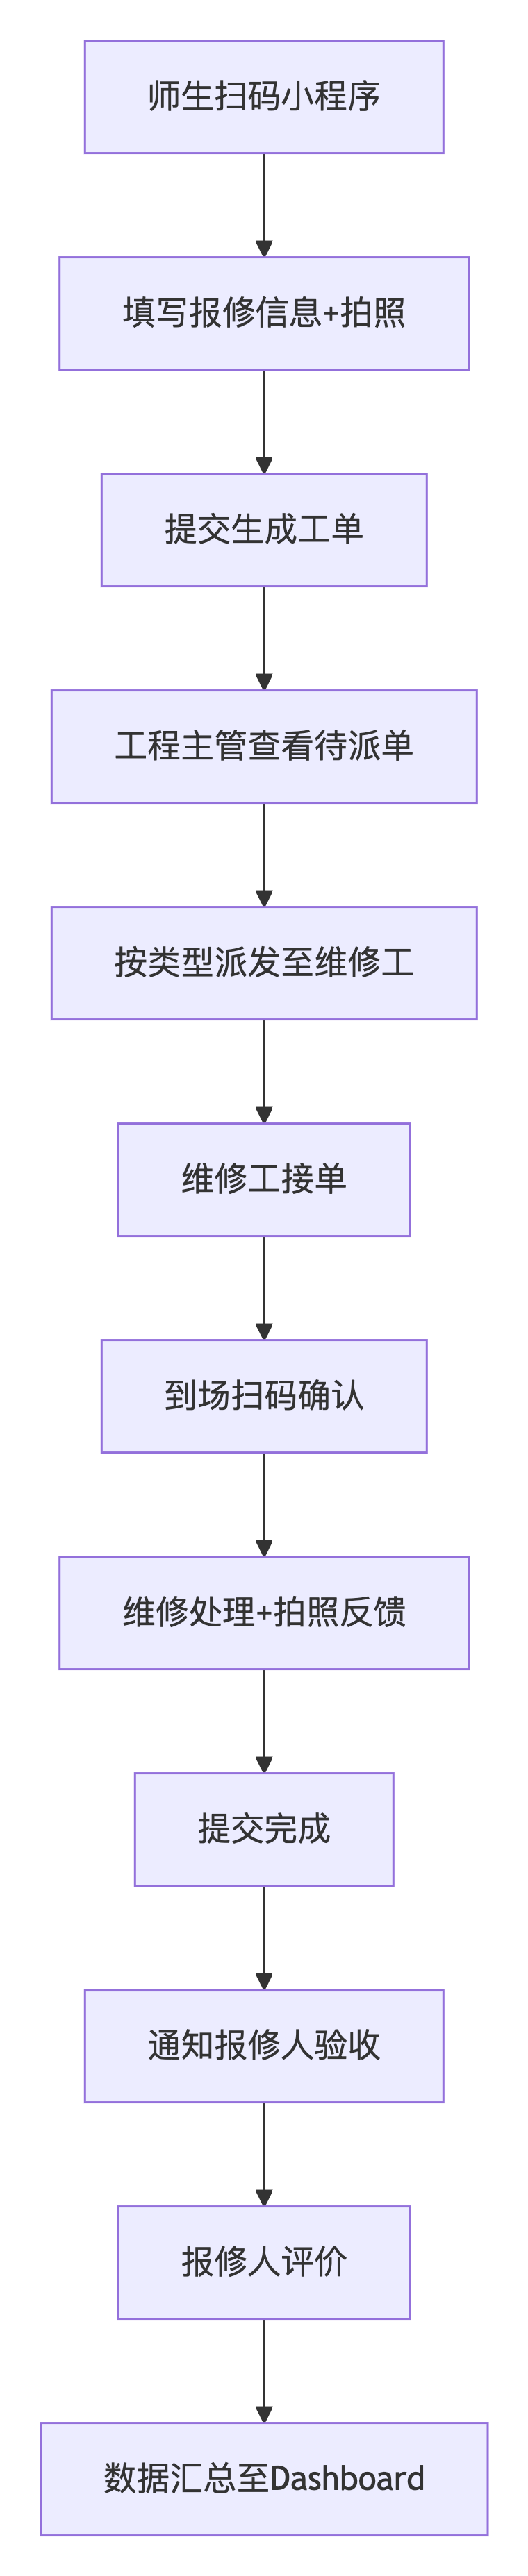 师生扫码小程序
填写报修信息+拍照
提交生成工单
工程主管查看待派单
按类型派发至维修工
维修工接单
到场扫码确认
维修处理+拍照反馈
提交完成
通知报修人验收
报修人评价
数据汇总至Dashboard